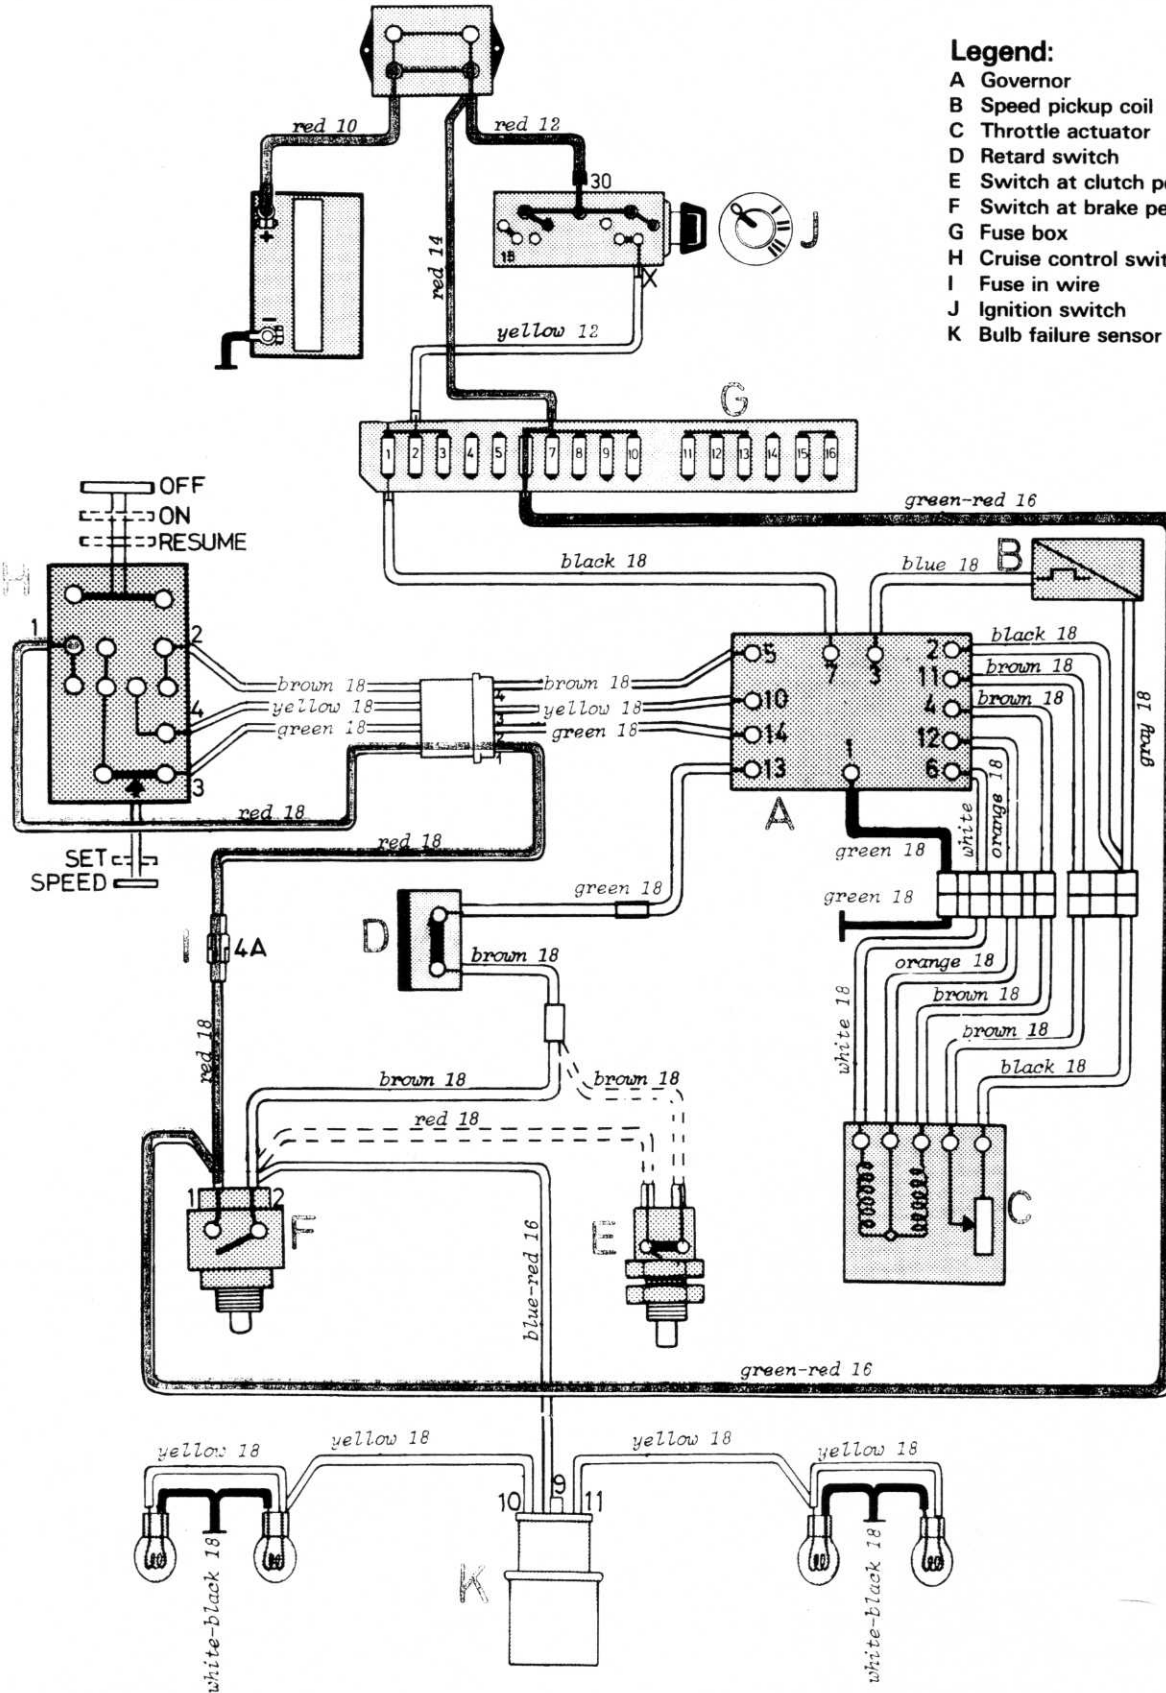 Legend:
A Governor
B Speed pickup coil
C Throttle actuator
D Retard switch
E Switch at clutch pe
F Switch at brake pe
G Fuse box
H Cruise control swit
I Fuse in wire
J Ignition switch
K Bulb failure sensor
red 10
red 12
30
+
15
J
X
red 14
yellow 12
G
1 2 3 4 5 7 8 9 10 11 12 13 14 15 16
OFF
ON
RESUME
green-red 16
H
black 18
blue 18
B
1
2
4
3
brown 18
yellow 18
green 18
4
3
2
1
brown 18
yellow 18
green 18
5
10
14
13
7
3
1
2
11
4
12
6
A
black 18
brown 18
brown 18
gray 18
white
orange 18
red 18
red 18
SET
SPEED
green 18
green 18
green 18
D
I
4A
brown 18
orange 18
brown 18
brown 18
black 18
white 18
red 18
brown 18
brown 18
red 18
1
2
F
E
C
blue-red 16
green-red 16
yellow 18
yellow 18
yellow 18
yellow 18
10
9
11
K
white-black 18
white-black 18